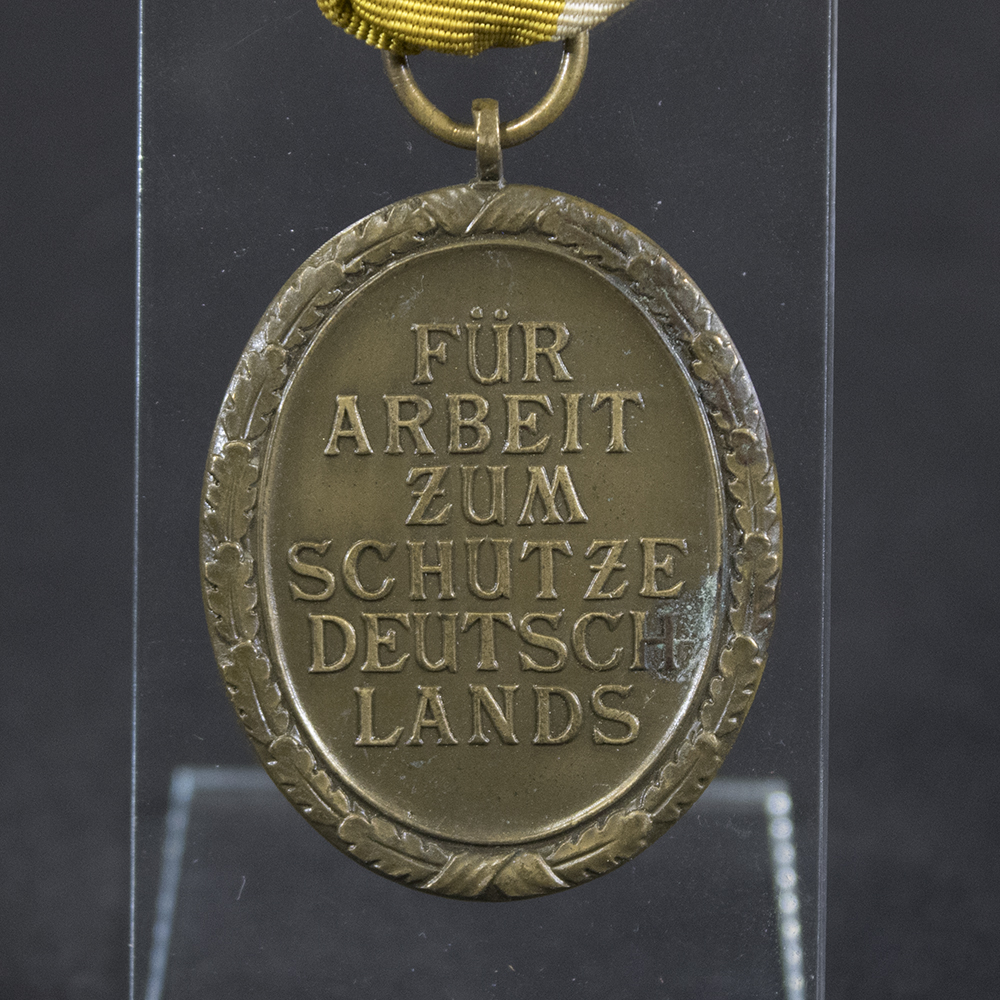 FÜR
ARBEIT
ZUM
SCHUTZE
DEUTSCH-
LANDS